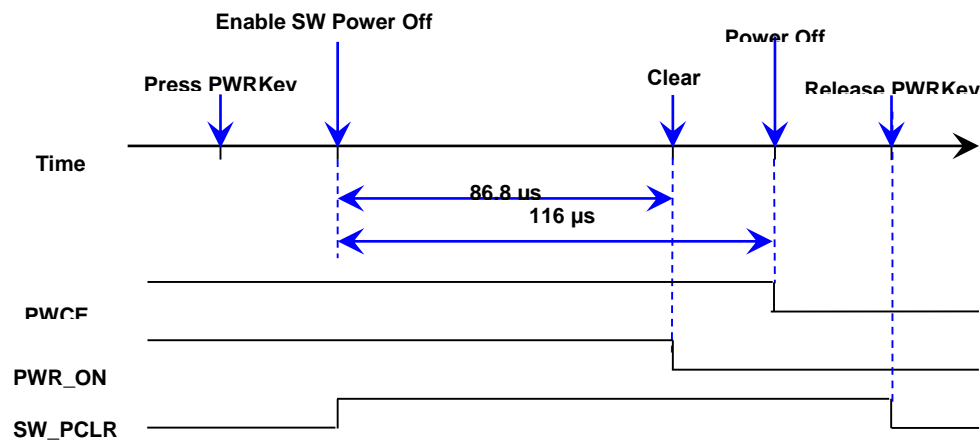 Enable SW Power Off
Power Off
Press PWRKey
Clear
Release PWRKey
Time
86.8 us
116 µs
PWCE
PWR_ON
SW_PCLR